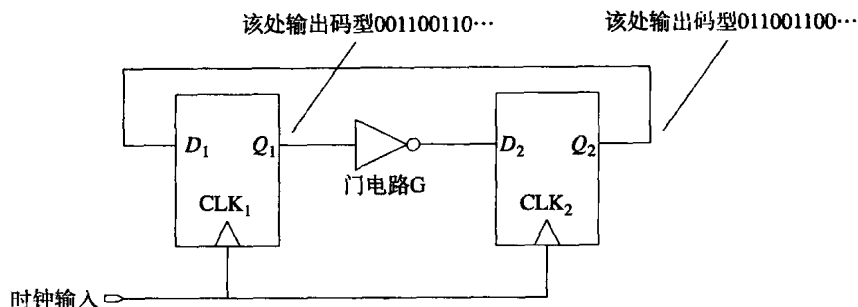 该处输出码型001100110…
该处输出码型011001100…
D₁
Q₁
D₂
Q₂
门电路G
CLK₁
CLK₂
时钟输入